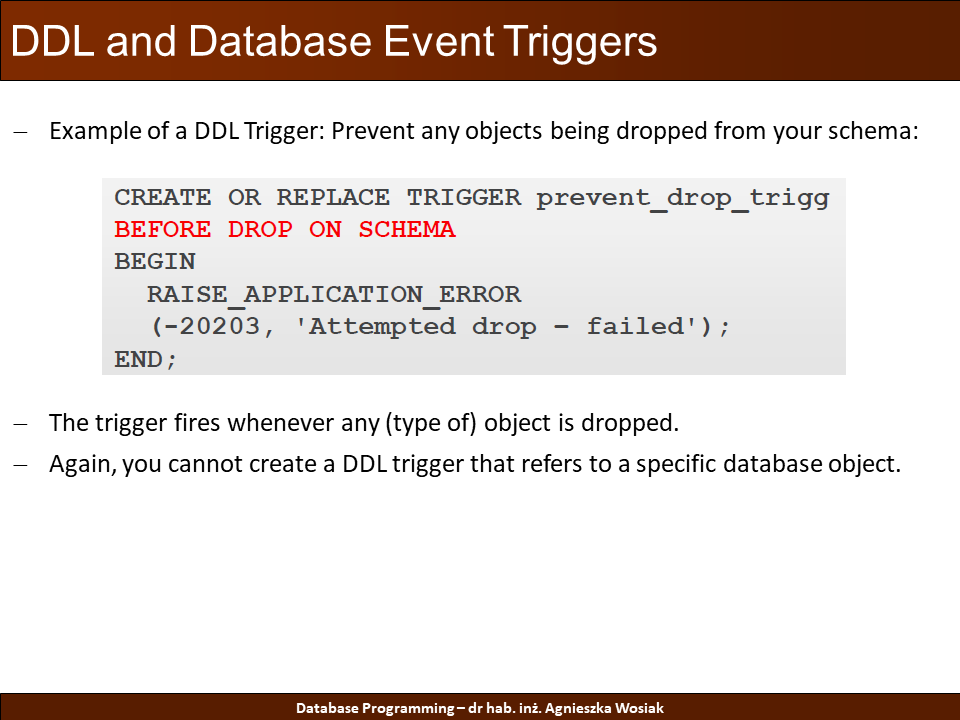 DDL and Database Event Triggers
– Example of a DDL Trigger: Prevent any objects being dropped from your schema:
CREATE OR REPLACE TRIGGER prevent_drop_trigg
BEFORE DROP ON SCHEMA
BEGIN
  RAISE_APPLICATION_ERROR
  (-20203, 'Attempted drop – failed');
END;
– The trigger fires whenever any (type of) object is dropped.
– Again, you cannot create a DDL trigger that refers to a specific database object.
Database Programming – dr hab. inż. Agnieszka Wosiak